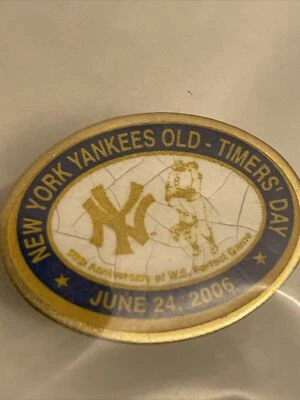 NEW YORK YANKEES OLD - TIMERS' DAY
NY
50th Anniversary of W.S. Perfect Game
JUNE 24, 2006